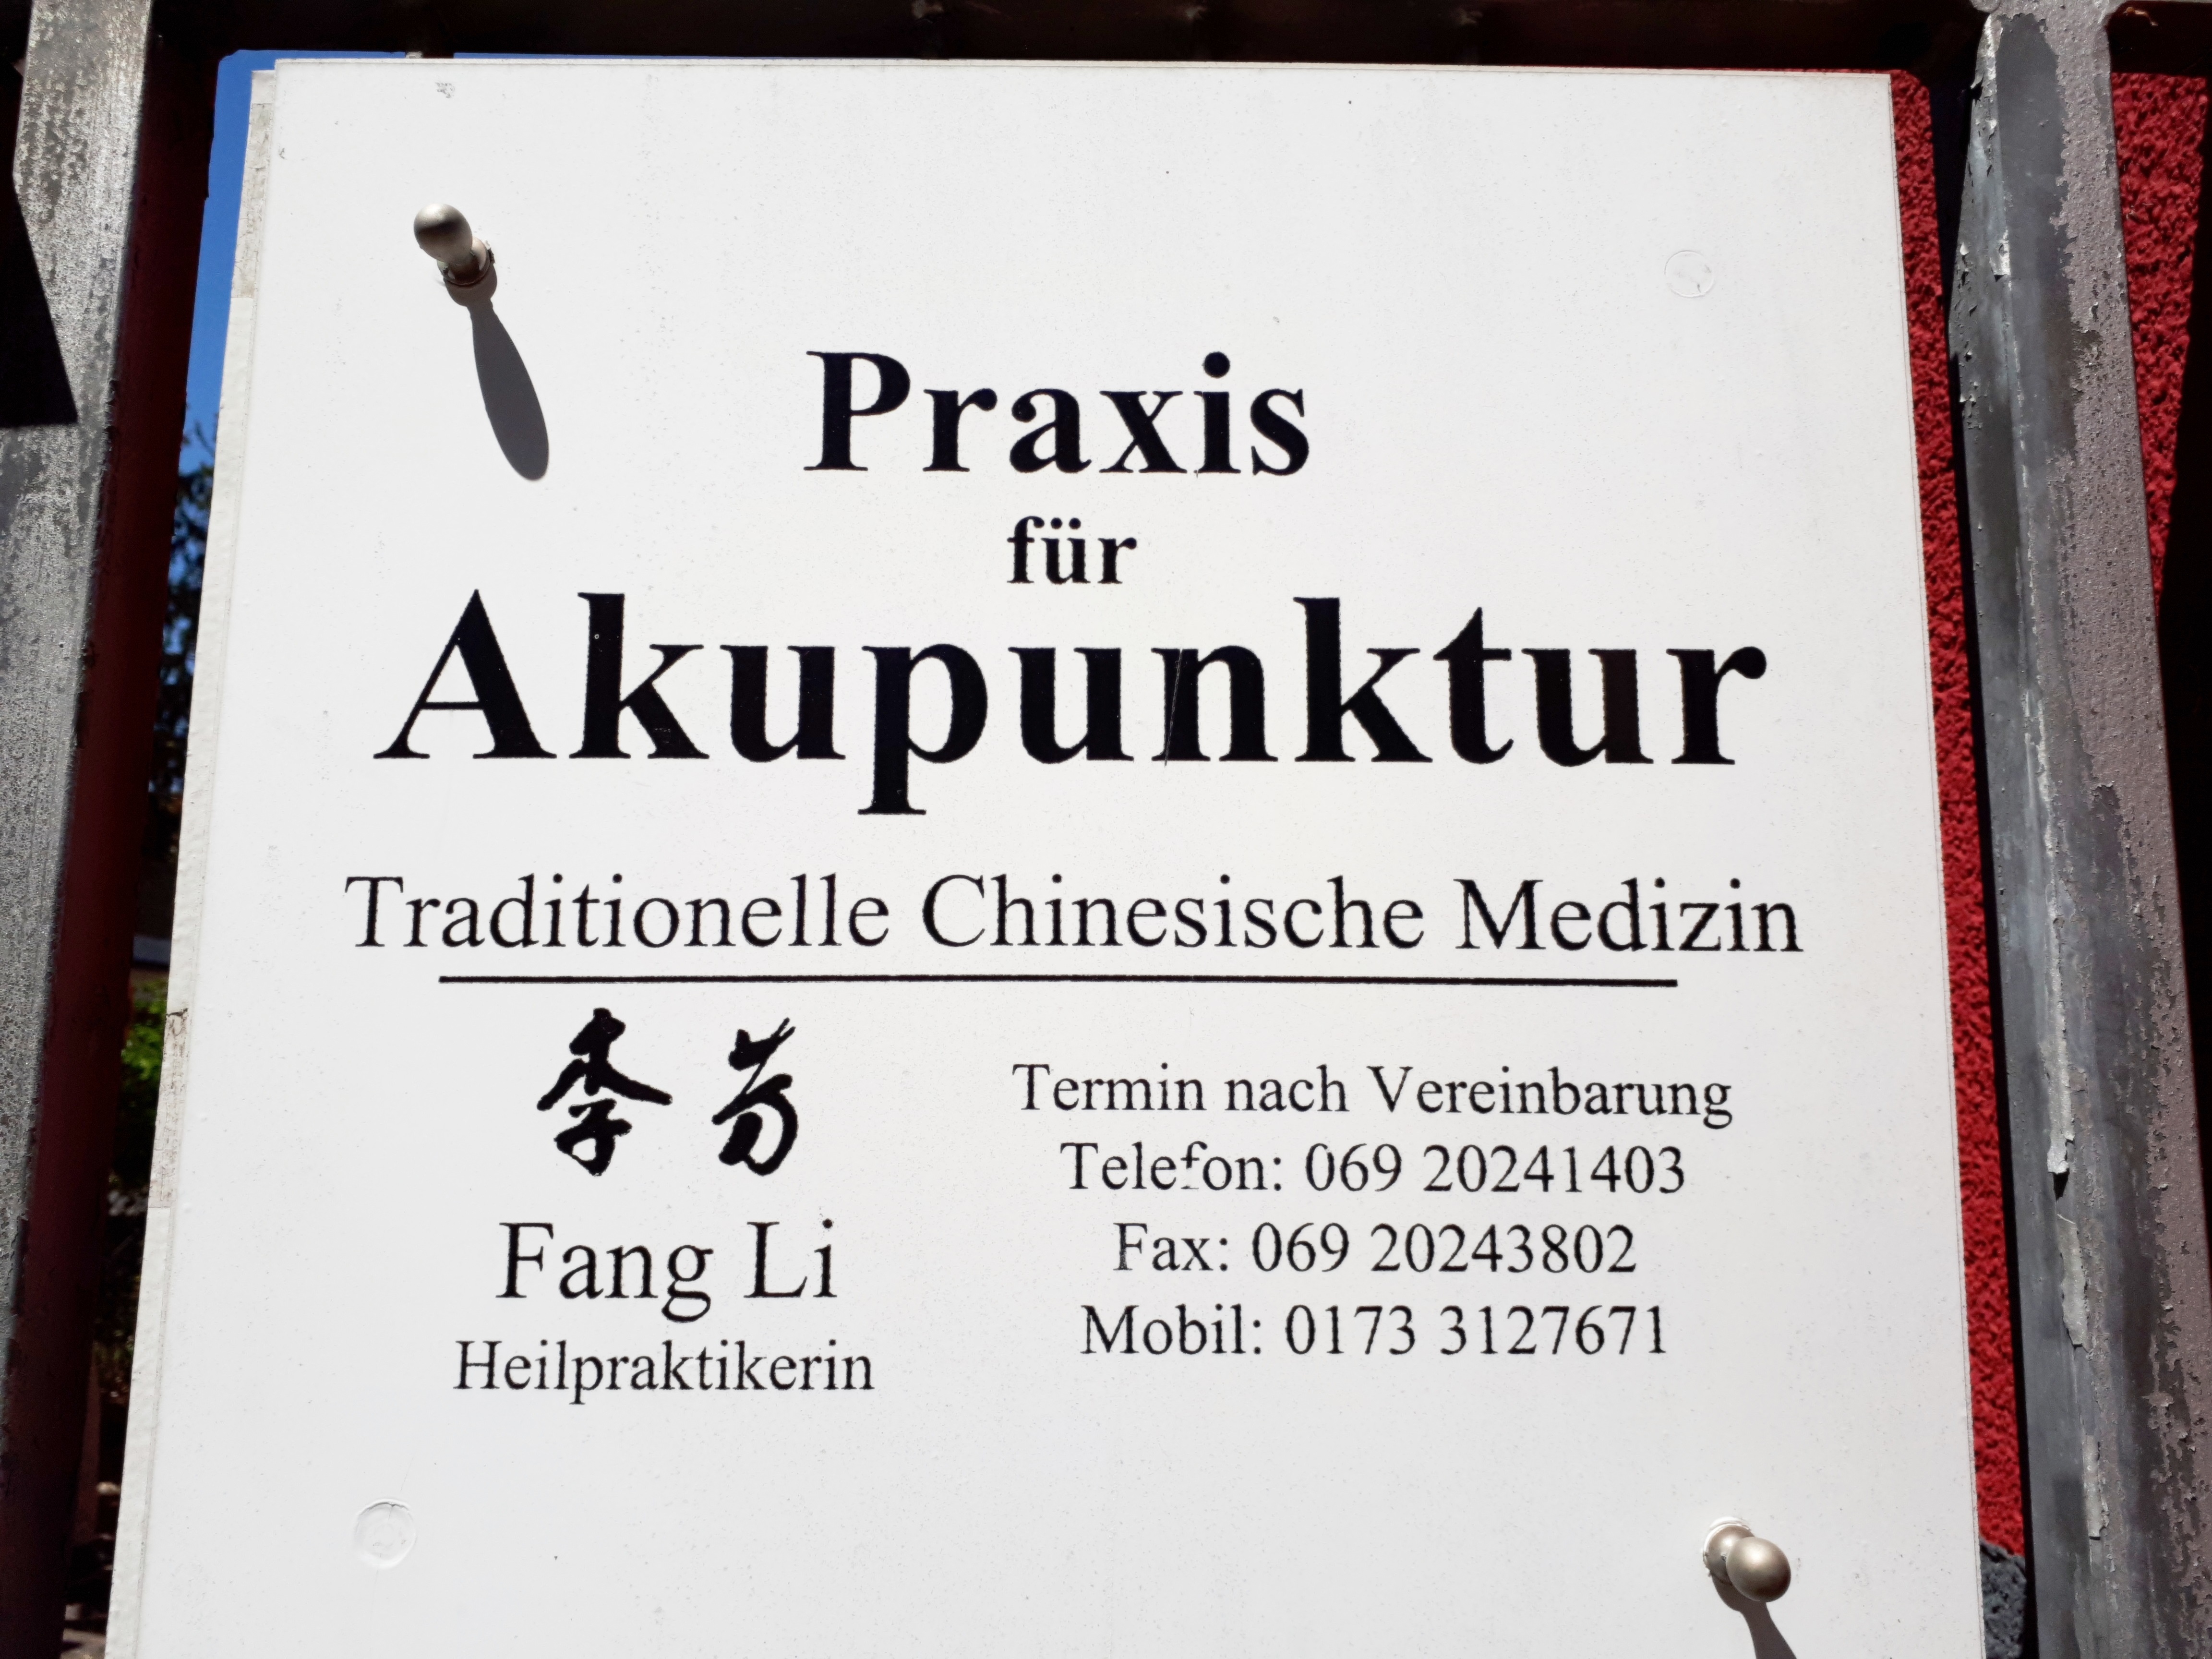 Praxis
für
Akupunktur
Traditionelle Chinesische Medizin
李芬
Fang Li
Heilpraktikerin
Termin nach Vereinbarung
Telefon: 069 20241403
Fax: 069 20243802
Mobil: 0173 3127671